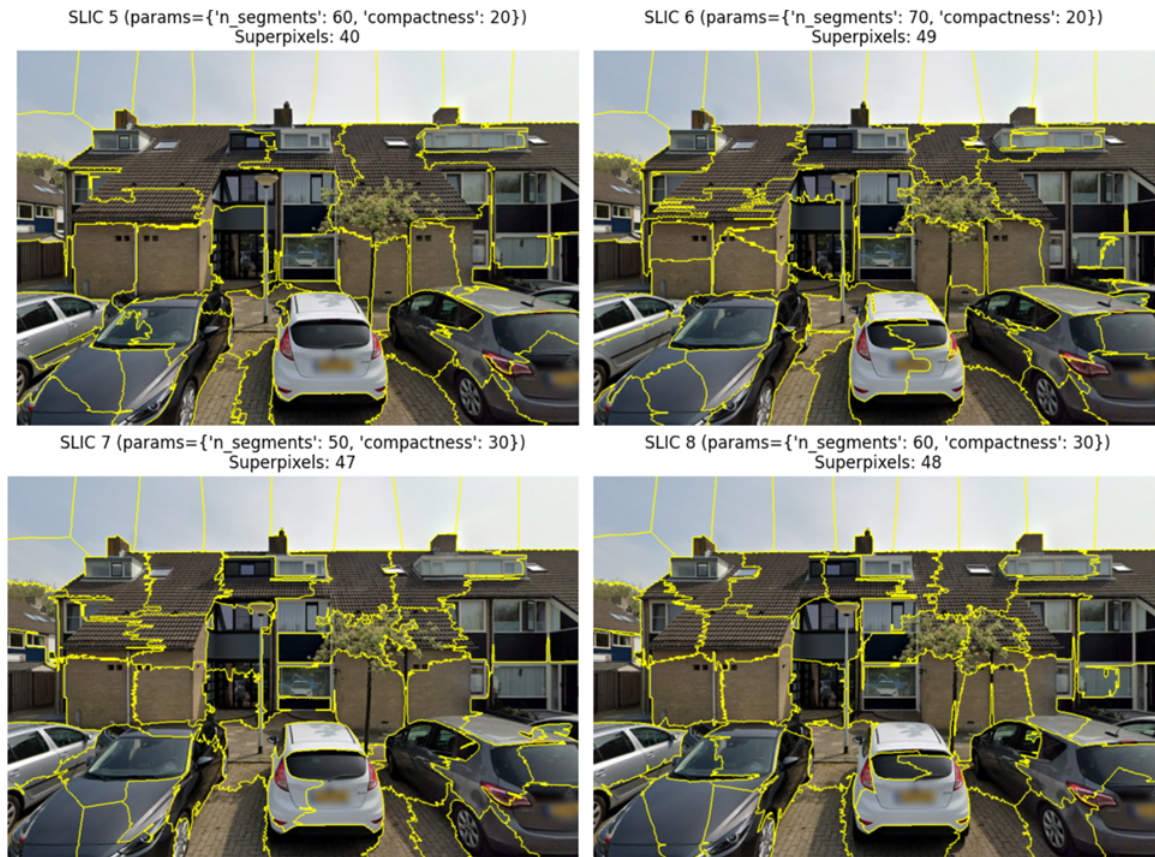 SLIC 5 (params={'n_segments': 60, 'compactness': 20})
Superpixels: 40
SLIC 6 (params={'n_segments': 70, 'compactness': 20})
Superpixels: 49
SLIC 7 (params={'n_segments': 50, 'compactness': 30})
Superpixels: 47
SLIC 8 (params={'n_segments': 60, 'compactness': 30})
Superpixels: 48